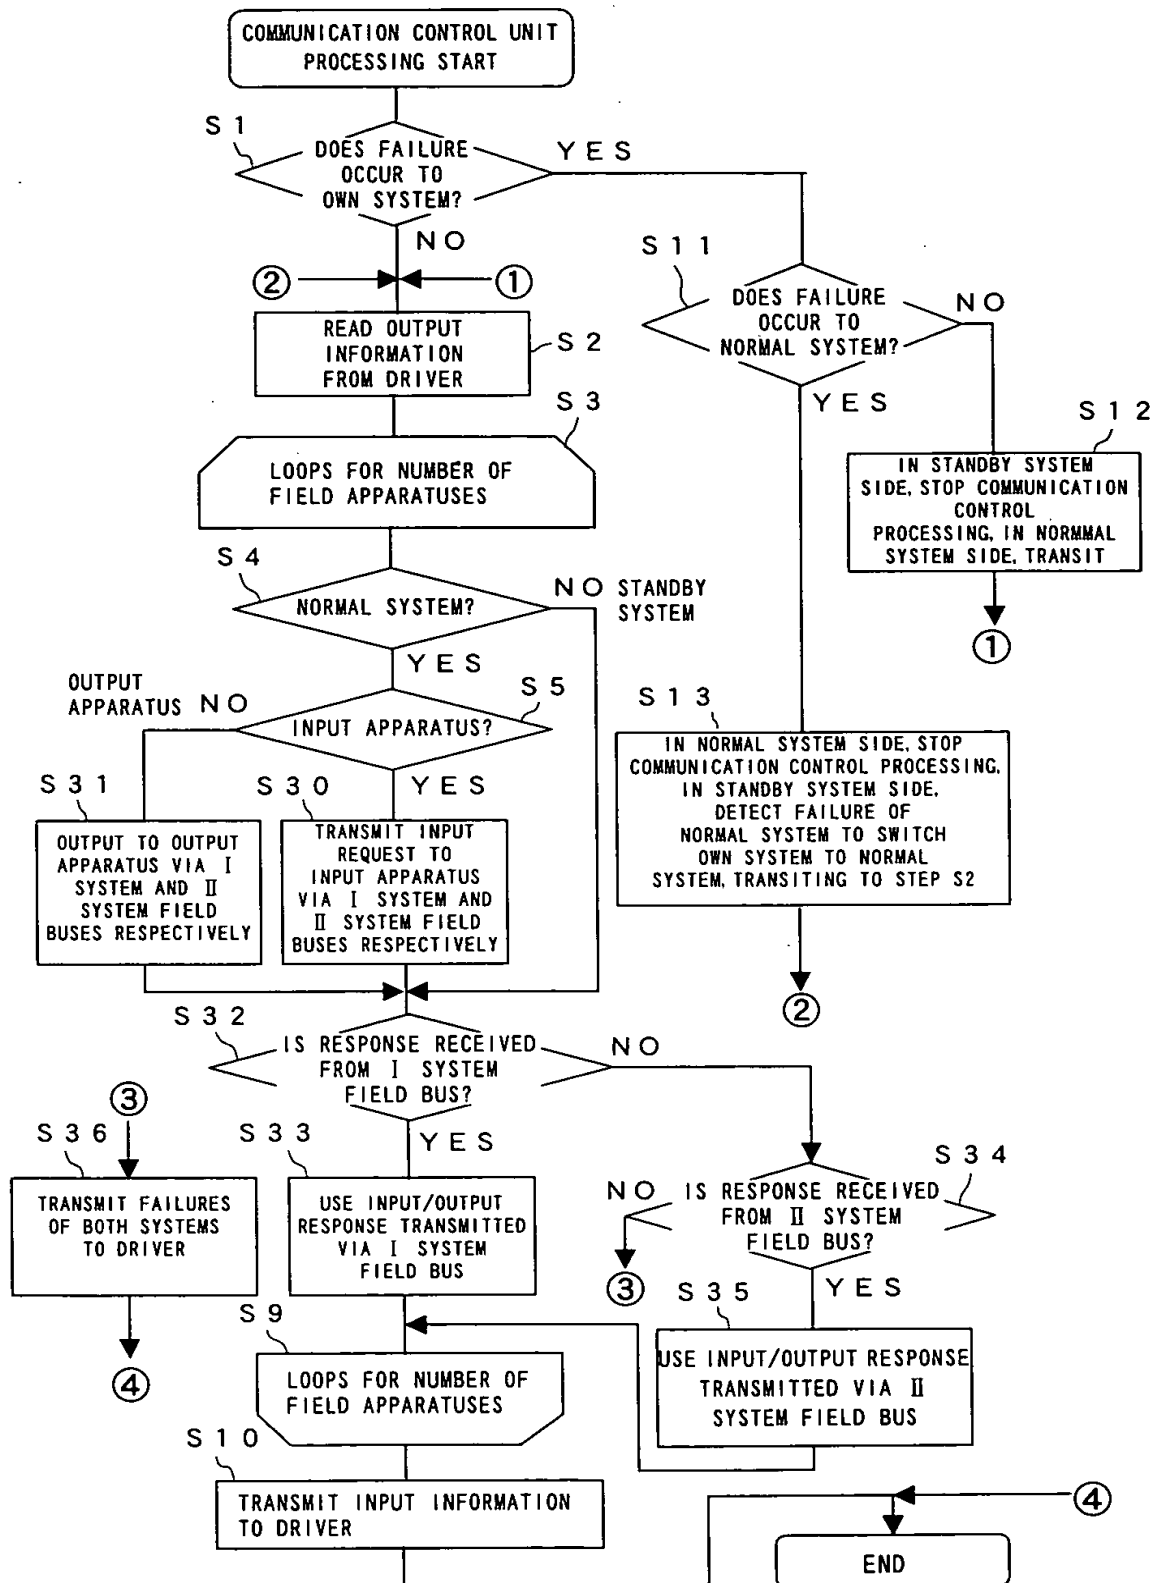 COMMUNICATION CONTROL UNIT
PROCESSING START
S1
DOES FAILURE
OCCUR TO
OWN SYSTEM?
YES
NO
②
①
READ OUTPUT
INFORMATION
FROM DRIVER
S2
S3
LOOPS FOR NUMBER OF
FIELD APPARATUSES
S4
NORMAL SYSTEM?
NO STANDBY
SYSTEM
YES
OUTPUT
APPARATUS NO
INPUT APPARATUS?
S5
YES
S31
OUTPUT TO OUTPUT
APPARATUS VIA I
SYSTEM AND II
SYSTEM FIELD
BUSES RESPECTIVELY
S30
TRANSMIT INPUT
REQUEST TO
INPUT APPARATUS
VIA I SYSTEM AND
II SYSTEM FIELD
BUSES RESPECTIVELY
S11
DOES FAILURE
OCCUR TO
NORMAL SYSTEM?
NO
YES
S12
IN STANDBY SYSTEM
SIDE, STOP COMMUNICATION
CONTROL
PROCESSING, IN NORMMAL
SYSTEM SIDE, TRANSIT
①
S13
IN NORMAL SYSTEM SIDE, STOP
COMMUNICATION CONTROL PROCESSING,
IN STANDBY SYSTEM SIDE,
DETECT FAILURE OF
NORMAL SYSTEM TO SWITCH
OWN SYSTEM TO NORMAL
SYSTEM, TRANSITING TO STEP S2
②
S32
IS RESPONSE RECEIVED
FROM I SYSTEM
FIELD BUS?
NO
YES
③
S36
TRANSMIT FAILURES
OF BOTH SYSTEMS
TO DRIVER
④
S33
USE INPUT/OUTPUT
RESPONSE TRANSMITTED
VIA I SYSTEM
FIELD BUS
S34
NO
IS RESPONSE RECEIVED
FROM II SYSTEM
FIELD BUS?
③
YES
S35
USE INPUT/OUTPUT RESPONSE
TRANSMITTED VIA II
SYSTEM FIELD BUS
S9
LOOPS FOR NUMBER OF
FIELD APPARATUSES
S10
TRANSMIT INPUT INFORMATION
TO DRIVER
④
END